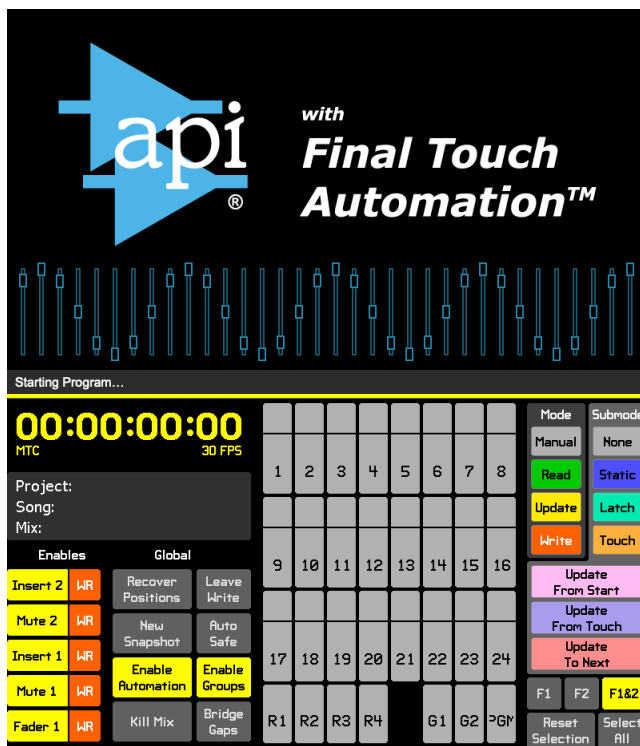 api
®
with
Final Touch
Automation™
Starting Program...
00:00:00:00
MTC
30 FPS
Project:
Song:
Mix:
Enables
Global
Insert 2
WR
Mute 2
WR
Insert 1
WR
Mute 1
WR
Fader 1
WR
Recover
Positions
Leave
Write
New
Snapshot
Auto
Safe
Enable
Automation
Enable
Groups
Kill Mix
Bridge
Gaps
1 2 3 4 5 6 7 8
9 10 11 12 13 14 15 16
17 18 19 20 21 22 23 24
R1 R2 R3 R4 G1 G2 PGM
Mode
Submode
Manual
None
Read
Static
Update
Latch
Write
Touch
Update
From Start
Update
From Touch
Update
To Next
F1
F2
F1&2
Reset
Selection
Select
All